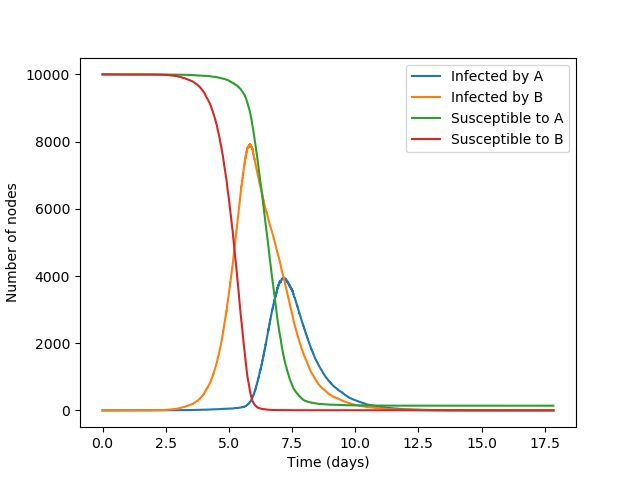 Infected by A
Infected by B
Susceptible to A
Susceptible to B
10000
8000
6000
4000
2000
0
Number of nodes
0.0 2.5 5.0 7.5 10.0 12.5 15.0 17.5
Time (days)